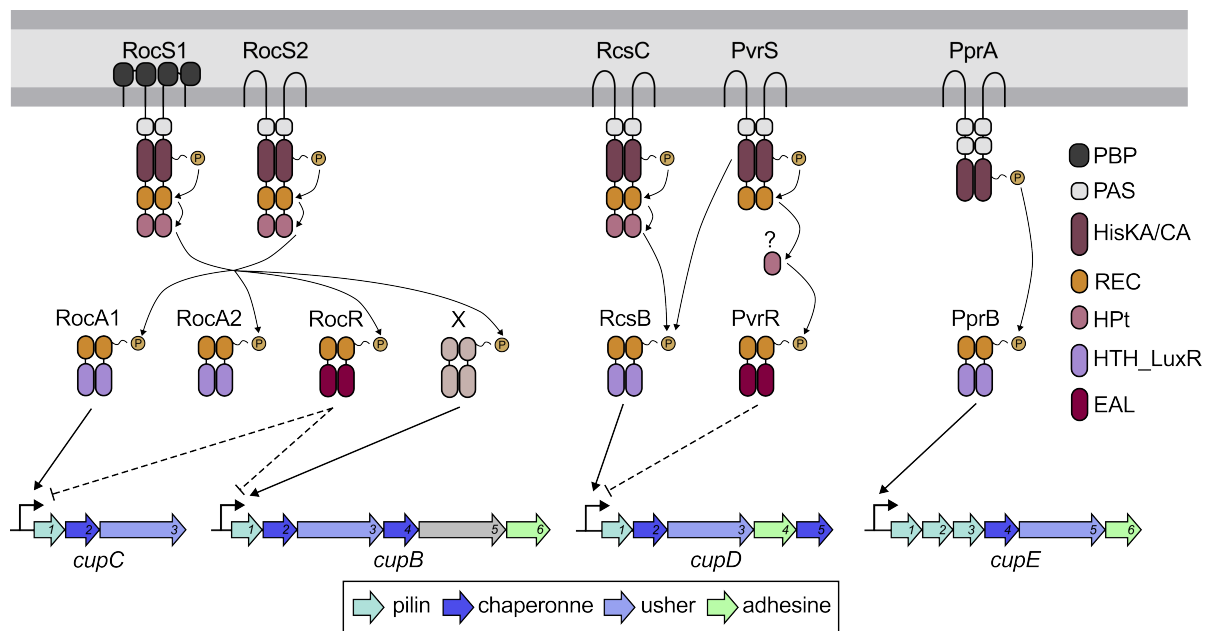 RocS1 RocS2 RcsC PvrS PprA
P P P P P
PBP
PAS
HisKA/CA
REC
HPt
HTH_LuxR
EAL
?
RocA1 RocA2 RocR X RcsB PvrR PprB
P P P P P P P
1 2 3 1 2 3 4 5 6 1 2 3 4 5 1 2 3 4 5 6
cupC cupB cupD cupE
pilin chaperonne usher adhesine